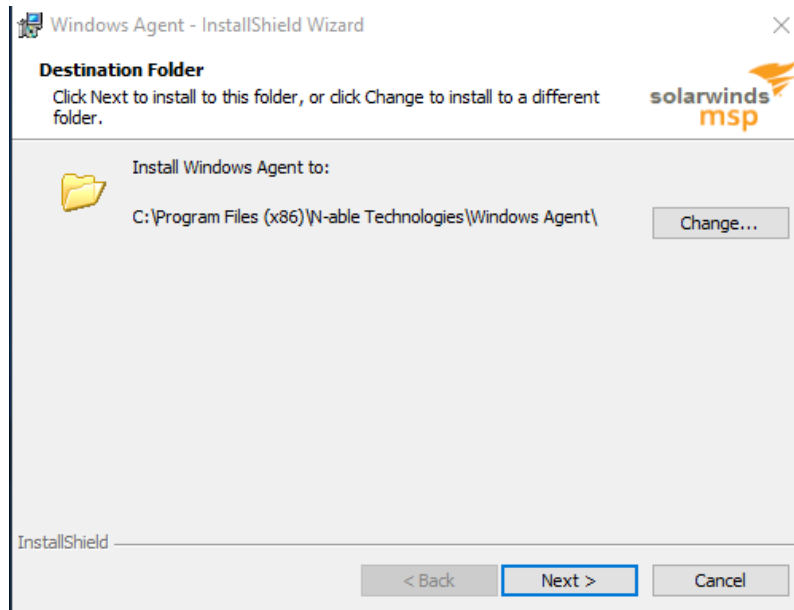 Windows Agent - InstallShield Wizard
Destination Folder
Click Next to install to this folder, or click Change to install to a different
folder.
solarwinds
msp
Install Windows Agent to:
C:\Program Files (x86)\N-able Technologies\Windows Agent\
Change...
InstallShield
< Back
Next >
Cancel